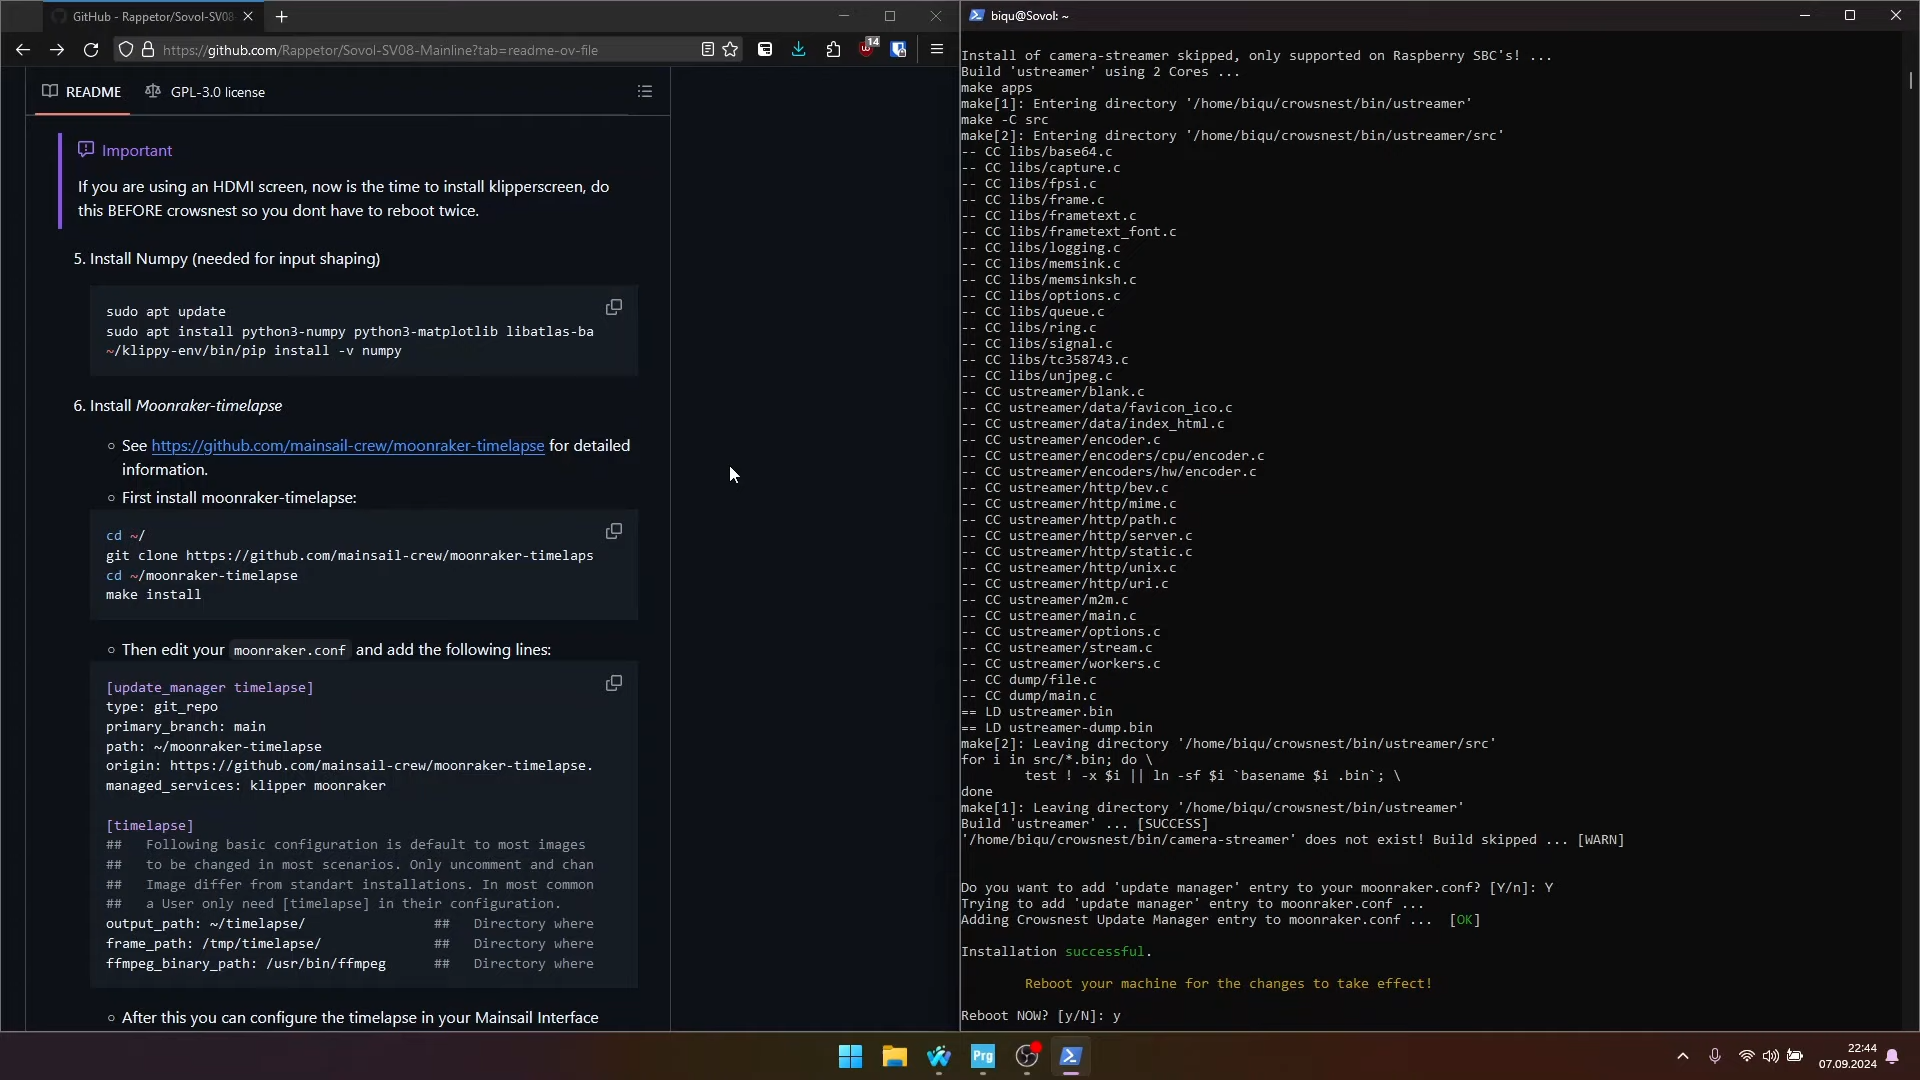 GitHub - Rappetor/Sovol-SV08
https://github.com/Rappetor/Sovol-SV08-Mainline?tab=readme-ov-file
14
README
GPL-3.0 license
Important
If you are using an HDMI screen, now is the time to install klipperscreen, do
this BEFORE crowsnest so you dont have to reboot twice.
5. Install Numpy (needed for input shaping)
sudo apt update
sudo apt install python3-numpy python3-matplotlib libatlas-ba
~/klippy-env/bin/pip install -v numpy
6. Install Moonraker-timelapse
See https://github.com/mainsail-crew/moonraker-timelapse for detailed
information.
First install moonraker-timelapse:
cd ~/
git clone https://github.com/mainsail-crew/moonraker-timelaps
cd ~/moonraker-timelapse
make install
Then edit your moonraker.conf and add the following lines:
[update_manager timelapse]
type: git_repo
primary_branch: main
path: ~/moonraker-timelapse
origin: https://github.com/mainsail-crew/moonraker-timelapse.
managed_services: klipper moonraker
[timelapse]
## Following basic configuration is default to most images
## to be changed in most scenarios. Only uncomment and chan
## Image differ from standart installations. In most common
## a User only need [timelapse] in their configuration.
output_path: ~/timelapse/ ## Directory where
frame_path: /tmp/timelapse/ ## Directory where
ffmpeg_binary_path: /usr/bin/ffmpeg ## Directory where
After this you can configure the timelapse in your Mainsail Interface
biqu@Sovol: ~
Install of camera-streamer skipped, only supported on Raspberry SBC's! ...
Build 'ustreamer' using 2 Cores ...
make apps
make[1]: Entering directory '/home/biqu/crowsnest/bin/ustreamer'
make -C src
make[2]: Entering directory '/home/biqu/crowsnest/bin/ustreamer/src'
-- CC libs/base64.c
-- CC libs/capture.c
-- CC libs/fpsi.c
-- CC libs/frame.c
-- CC libs/frametext.c
-- CC libs/frametext_font.c
-- CC libs/logging.c
-- CC libs/memsink.c
-- CC libs/memsinksh.c
-- CC libs/options.c
-- CC libs/queue.c
-- CC libs/ring.c
-- CC libs/signal.c
-- CC libs/tc358743.c
-- CC libs/unjpeg.c
-- CC ustreamer/blank.c
-- CC ustreamer/data/favicon_ico.c
-- CC ustreamer/data/index_html.c
-- CC ustreamer/encoder.c
-- CC ustreamer/encoders/cpu/encoder.c
-- CC ustreamer/encoders/hw/encoder.c
-- CC ustreamer/http/bev.c
-- CC ustreamer/http/mime.c
-- CC ustreamer/http/path.c
-- CC ustreamer/http/server.c
-- CC ustreamer/http/static.c
-- CC ustreamer/http/unix.c
-- CC ustreamer/http/uri.c
-- CC ustreamer/m2m.c
-- CC ustreamer/main.c
-- CC ustreamer/options.c
-- CC ustreamer/stream.c
-- CC ustreamer/workers.c
-- CC dump/file.c
-- CC dump/main.c
== LD ustreamer.bin
== LD ustreamer-dump.bin
make[2]: Leaving directory '/home/biqu/crowsnest/bin/ustreamer/src'
for i in src/*.bin; do \
test ! -x $i || ln -sf $i `basename $i .bin`; \
done
make[1]: Leaving directory '/home/biqu/crowsnest/bin/ustreamer'
Build 'ustreamer' ... [SUCCESS]
'/home/biqu/crowsnest/bin/camera-streamer' does not exist! Build skipped ... [WARN]
Do you want to add 'update manager' entry to your moonraker.conf? [Y/n]: Y
Trying to add 'update manager' entry to moonraker.conf ...
Adding Crowsnest Update Manager entry to moonraker.conf ... [OK]
Installation successful.
Reboot your machine for the changes to take effect!
Reboot NOW? [y/N]: y
Prg
22:44
07.09.2024